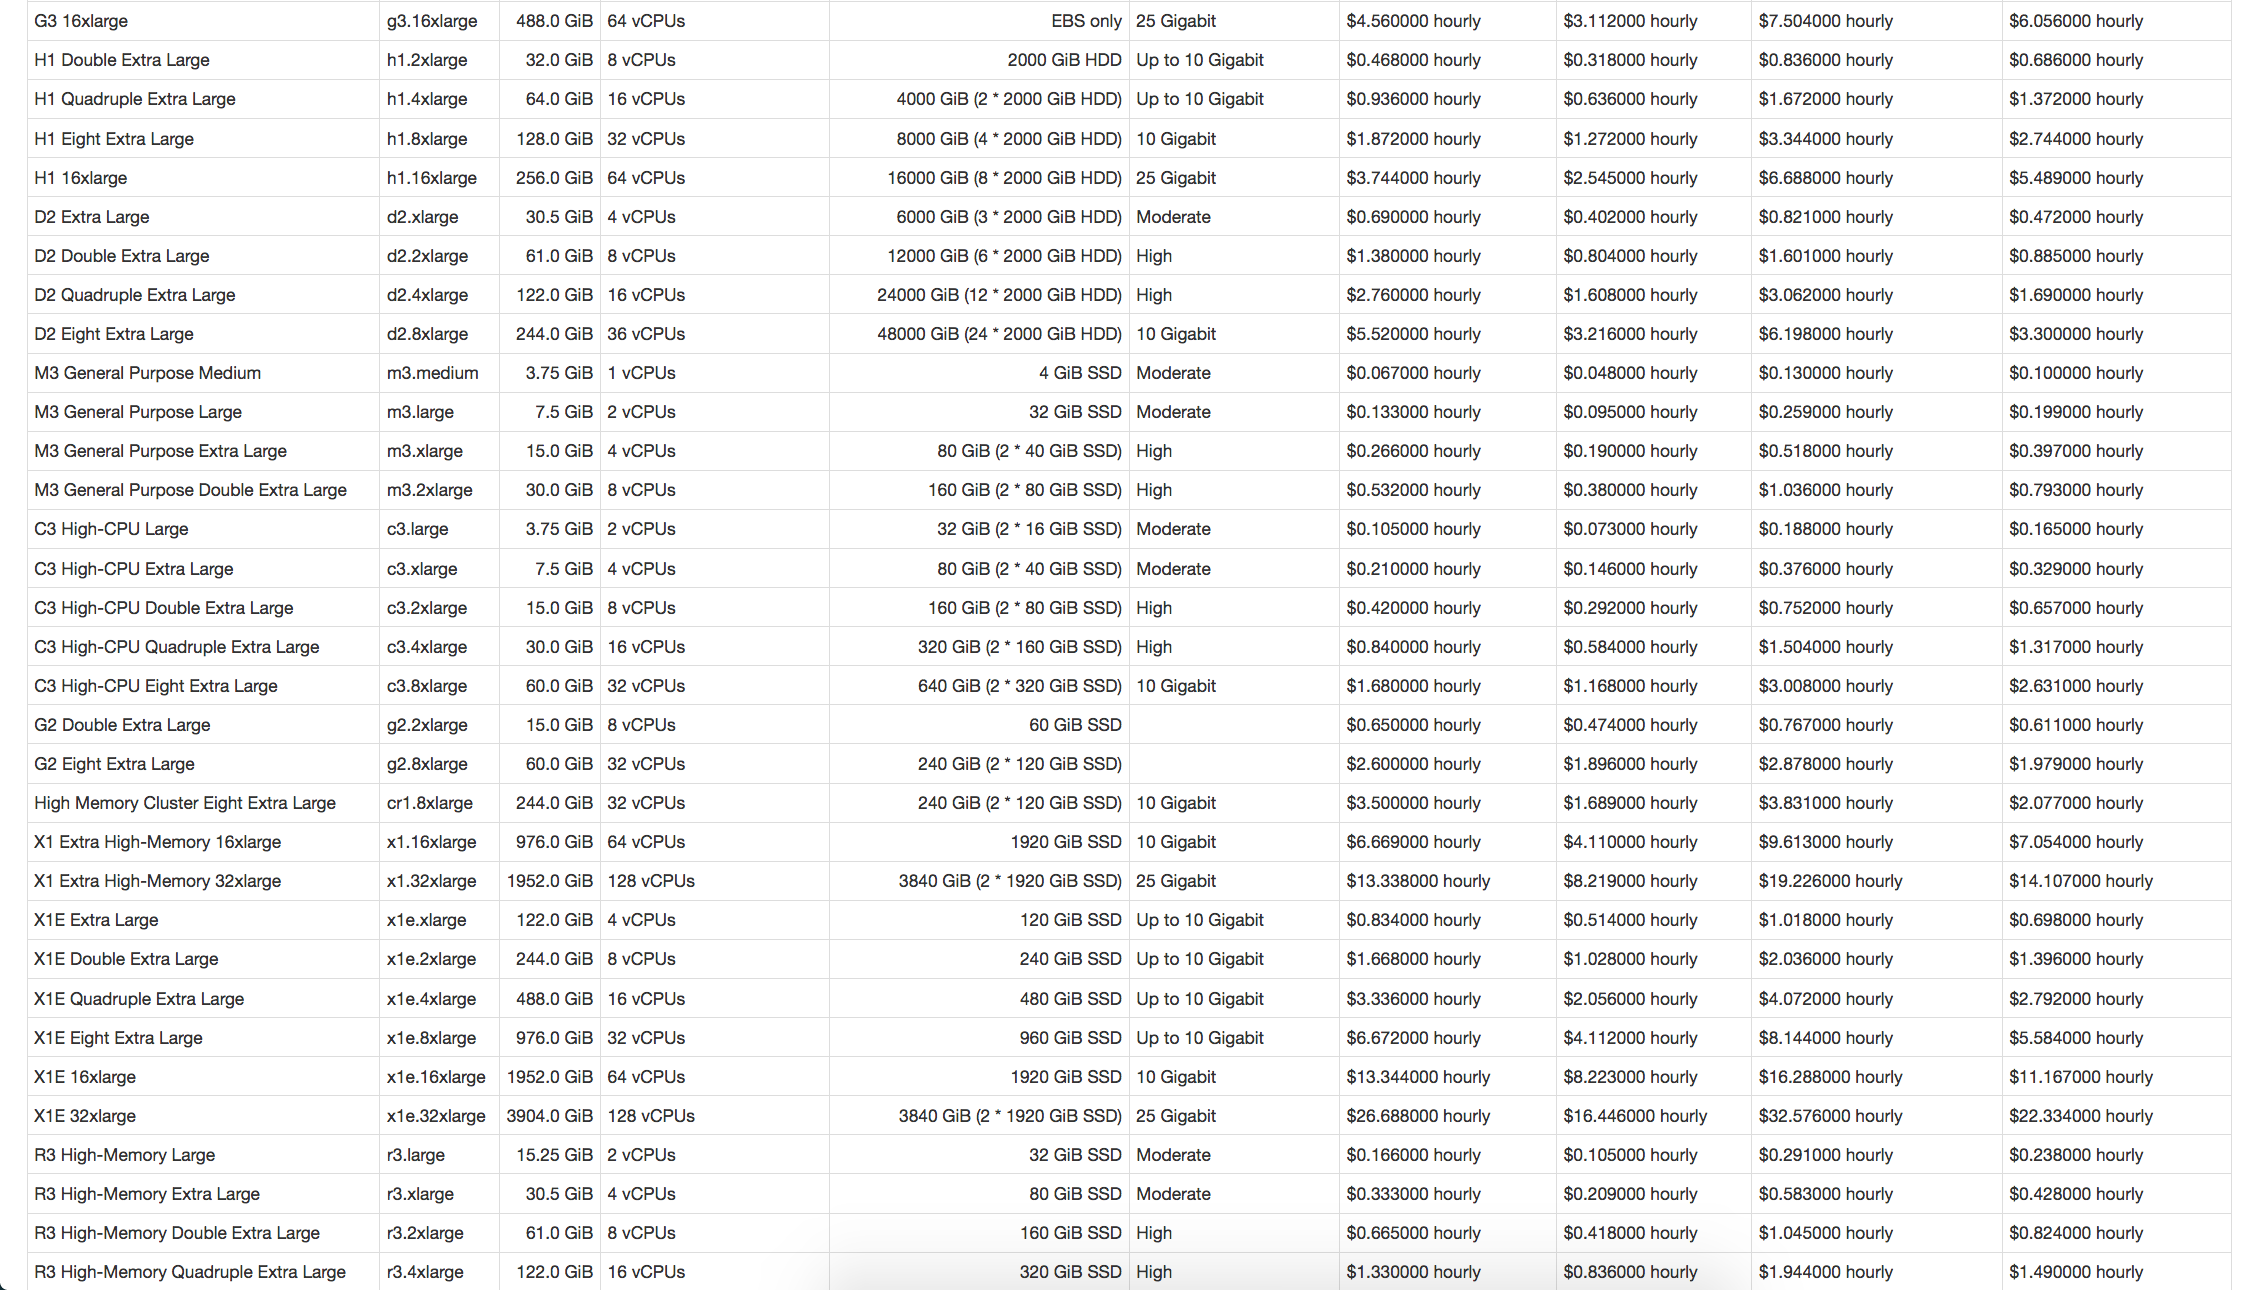 G3 16xlarge g3.16xlarge 488.0 GiB 64 vCPUs EBS only 25 Gigabit $4.560000 hourly $3.112000 hourly $7.504000 hourly $6.056000 hourly
H1 Double Extra Large h1.2xlarge 32.0 GiB 8 vCPUs 2000 GiB HDD Up to 10 Gigabit $0.468000 hourly $0.318000 hourly $0.836000 hourly $0.686000 hourly
H1 Quadruple Extra Large h1.4xlarge 64.0 GiB 16 vCPUs 4000 GiB (2 * 2000 GiB HDD) Up to 10 Gigabit $0.936000 hourly $0.636000 hourly $1.672000 hourly $1.372000 hourly
H1 Eight Extra Large h1.8xlarge 128.0 GiB 32 vCPUs 8000 GiB (4 * 2000 GiB HDD) 10 Gigabit $1.872000 hourly $1.272000 hourly $3.344000 hourly $2.744000 hourly
H1 16xlarge h1.16xlarge 256.0 GiB 64 vCPUs 16000 GiB (8 * 2000 GiB HDD) 25 Gigabit $3.744000 hourly $2.545000 hourly $6.688000 hourly $5.489000 hourly
D2 Extra Large d2.xlarge 30.5 GiB 4 vCPUs 6000 GiB (3 * 2000 GiB HDD) Moderate $0.690000 hourly $0.402000 hourly $0.821000 hourly $0.472000 hourly
D2 Double Extra Large d2.2xlarge 61.0 GiB 8 vCPUs 12000 GiB (6 * 2000 GiB HDD) High $1.380000 hourly $0.804000 hourly $1.601000 hourly $0.885000 hourly
D2 Quadruple Extra Large d2.4xlarge 122.0 GiB 16 vCPUs 24000 GiB (12 * 2000 GiB HDD) High $2.760000 hourly $1.608000 hourly $3.062000 hourly $1.690000 hourly
D2 Eight Extra Large d2.8xlarge 244.0 GiB 36 vCPUs 48000 GiB (24 * 2000 GiB HDD) 10 Gigabit $5.520000 hourly $3.216000 hourly $6.198000 hourly $3.300000 hourly
M3 General Purpose Medium m3.medium 3.75 GiB 1 vCPUs 4 GiB SSD Moderate $0.067000 hourly $0.048000 hourly $0.130000 hourly $0.100000 hourly
M3 General Purpose Large m3.large 7.5 GiB 2 vCPUs 32 GiB SSD Moderate $0.133000 hourly $0.095000 hourly $0.259000 hourly $0.199000 hourly
M3 General Purpose Extra Large m3.xlarge 15.0 GiB 4 vCPUs 80 GiB (2 * 40 GiB SSD) High $0.266000 hourly $0.190000 hourly $0.518000 hourly $0.397000 hourly
M3 General Purpose Double Extra Large m3.2xlarge 30.0 GiB 8 vCPUs 160 GiB (2 * 80 GiB SSD) High $0.532000 hourly $0.380000 hourly $1.036000 hourly $0.793000 hourly
C3 High-CPU Large c3.large 3.75 GiB 2 vCPUs 32 GiB (2 * 16 GiB SSD) Moderate $0.105000 hourly $0.073000 hourly $0.188000 hourly $0.165000 hourly
C3 High-CPU Extra Large c3.xlarge 7.5 GiB 4 vCPUs 80 GiB (2 * 40 GiB SSD) Moderate $0.210000 hourly $0.146000 hourly $0.376000 hourly $0.329000 hourly
C3 High-CPU Double Extra Large c3.2xlarge 15.0 GiB 8 vCPUs 160 GiB (2 * 80 GiB SSD) High $0.420000 hourly $0.292000 hourly $0.752000 hourly $0.657000 hourly
C3 High-CPU Quadruple Extra Large c3.4xlarge 30.0 GiB 16 vCPUs 320 GiB (2 * 160 GiB SSD) High $0.840000 hourly $0.584000 hourly $1.504000 hourly $1.317000 hourly
C3 High-CPU Eight Extra Large c3.8xlarge 60.0 GiB 32 vCPUs 640 GiB (2 * 320 GiB SSD) 10 Gigabit $1.680000 hourly $1.168000 hourly $3.008000 hourly $2.631000 hourly
G2 Double Extra Large g2.2xlarge 15.0 GiB 8 vCPUs 60 GiB SSD $0.650000 hourly $0.474000 hourly $0.767000 hourly $0.611000 hourly
G2 Eight Extra Large g2.8xlarge 60.0 GiB 32 vCPUs 240 GiB (2 * 120 GiB SSD) $2.600000 hourly $1.896000 hourly $2.878000 hourly $1.979000 hourly
High Memory Cluster Eight Extra Large cr1.8xlarge 244.0 GiB 32 vCPUs 240 GiB (2 * 120 GiB SSD) 10 Gigabit $3.500000 hourly $1.689000 hourly $3.831000 hourly $2.077000 hourly
X1 Extra High-Memory 16xlarge x1.16xlarge 976.0 GiB 64 vCPUs 1920 GiB SSD 10 Gigabit $6.669000 hourly $4.110000 hourly $9.613000 hourly $7.054000 hourly
X1 Extra High-Memory 32xlarge x1.32xlarge 1952.0 GiB 128 vCPUs 3840 GiB (2 * 1920 GiB SSD) 25 Gigabit $13.338000 hourly $8.219000 hourly $19.226000 hourly $14.107000 hourly
X1E Extra Large x1e.xlarge 122.0 GiB 4 vCPUs 120 GiB SSD Up to 10 Gigabit $0.834000 hourly $0.514000 hourly $1.018000 hourly $0.698000 hourly
X1E Double Extra Large x1e.2xlarge 244.0 GiB 8 vCPUs 240 GiB SSD Up to 10 Gigabit $1.668000 hourly $1.028000 hourly $2.036000 hourly $1.396000 hourly
X1E Quadruple Extra Large x1e.4xlarge 488.0 GiB 16 vCPUs 480 GiB SSD Up to 10 Gigabit $3.336000 hourly $2.056000 hourly $4.072000 hourly $2.792000 hourly
X1E Eight Extra Large x1e.8xlarge 976.0 GiB 32 vCPUs 960 GiB SSD Up to 10 Gigabit $6.672000 hourly $4.112000 hourly $8.144000 hourly $5.584000 hourly
X1E 16xlarge x1e.16xlarge 1952.0 GiB 64 vCPUs 1920 GiB SSD 10 Gigabit $13.344000 hourly $8.223000 hourly $16.288000 hourly $11.167000 hourly
X1E 32xlarge x1e.32xlarge 3904.0 GiB 128 vCPUs 3840 GiB (2 * 1920 GiB SSD) 25 Gigabit $26.688000 hourly $16.446000 hourly $32.576000 hourly $22.334000 hourly
R3 High-Memory Large r3.large 15.25 GiB 2 vCPUs 32 GiB SSD Moderate $0.166000 hourly $0.105000 hourly $0.291000 hourly $0.238000 hourly
R3 High-Memory Extra Large r3.xlarge 30.5 GiB 4 vCPUs 80 GiB SSD Moderate $0.333000 hourly $0.209000 hourly $0.583000 hourly $0.428000 hourly
R3 High-Memory Double Extra Large r3.2xlarge 61.0 GiB 8 vCPUs 160 GiB SSD High $0.665000 hourly $0.418000 hourly $1.045000 hourly $0.824000 hourly
R3 High-Memory Quadruple Extra Large r3.4xlarge 122.0 GiB 16 vCPUs 320 GiB SSD High $1.330000 hourly $0.836000 hourly $1.944000 hourly $1.490000 hourly